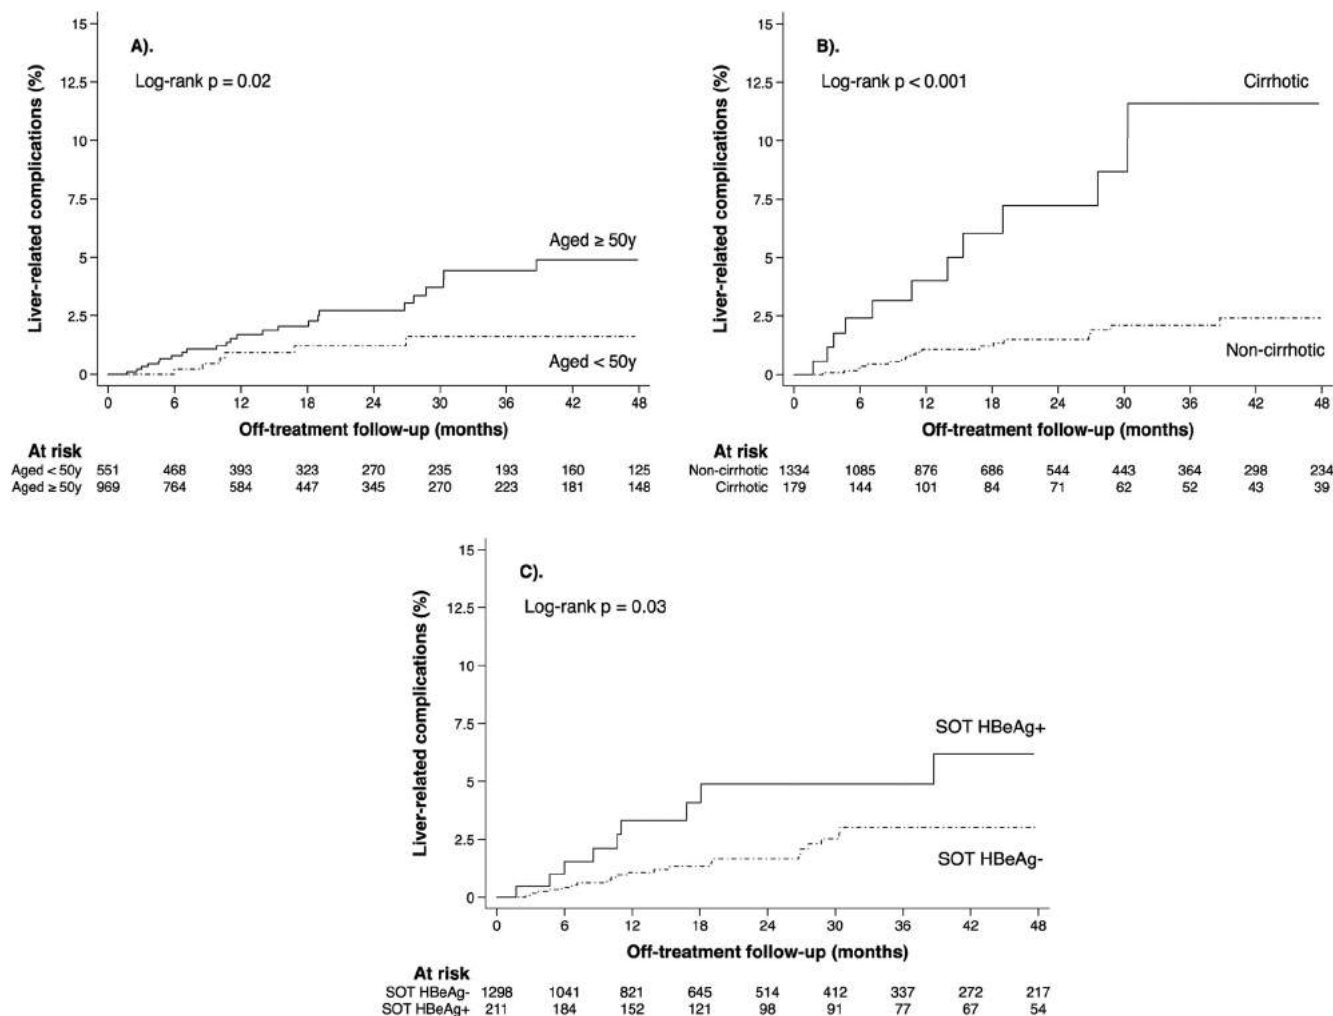 A).
Log-rank p = 0.02
Liver-related complications (%)
15
12.5
10
7.5
5
2.5
0
Aged ≥ 50y
Aged < 50y
0 6 12 18 24 30 36 42 48
Off-treatment follow-up (months)
At risk
Aged < 50y 551 468 393 323 270 235 193 160 125
Aged ≥ 50y 969 764 584 447 345 270 223 181 148
B).
Log-rank p < 0.001
Liver-related complications (%)
15
12.5
10
7.5
5
2.5
0
Cirrhotic
Non-cirrhotic
0 6 12 18 24 30 36 42 48
Off-treatment follow-up (months)
At risk
Non-cirrhotic 1334 1085 876 686 544 443 364 298 234
Cirrhotic 179 144 101 84 71 62 52 43 39
C).
Log-rank p = 0.03
Liver-related complications (%)
15
12.5
10
7.5
5
2.5
0
SOT HBeAg+
SOT HBeAg-
0 6 12 18 24 30 36 42 48
Off-treatment follow-up (months)
At risk
SOT HBeAg- 1298 1041 821 645 514 412 337 272 217
SOT HBeAg+ 211 184 152 121 98 91 77 67 54